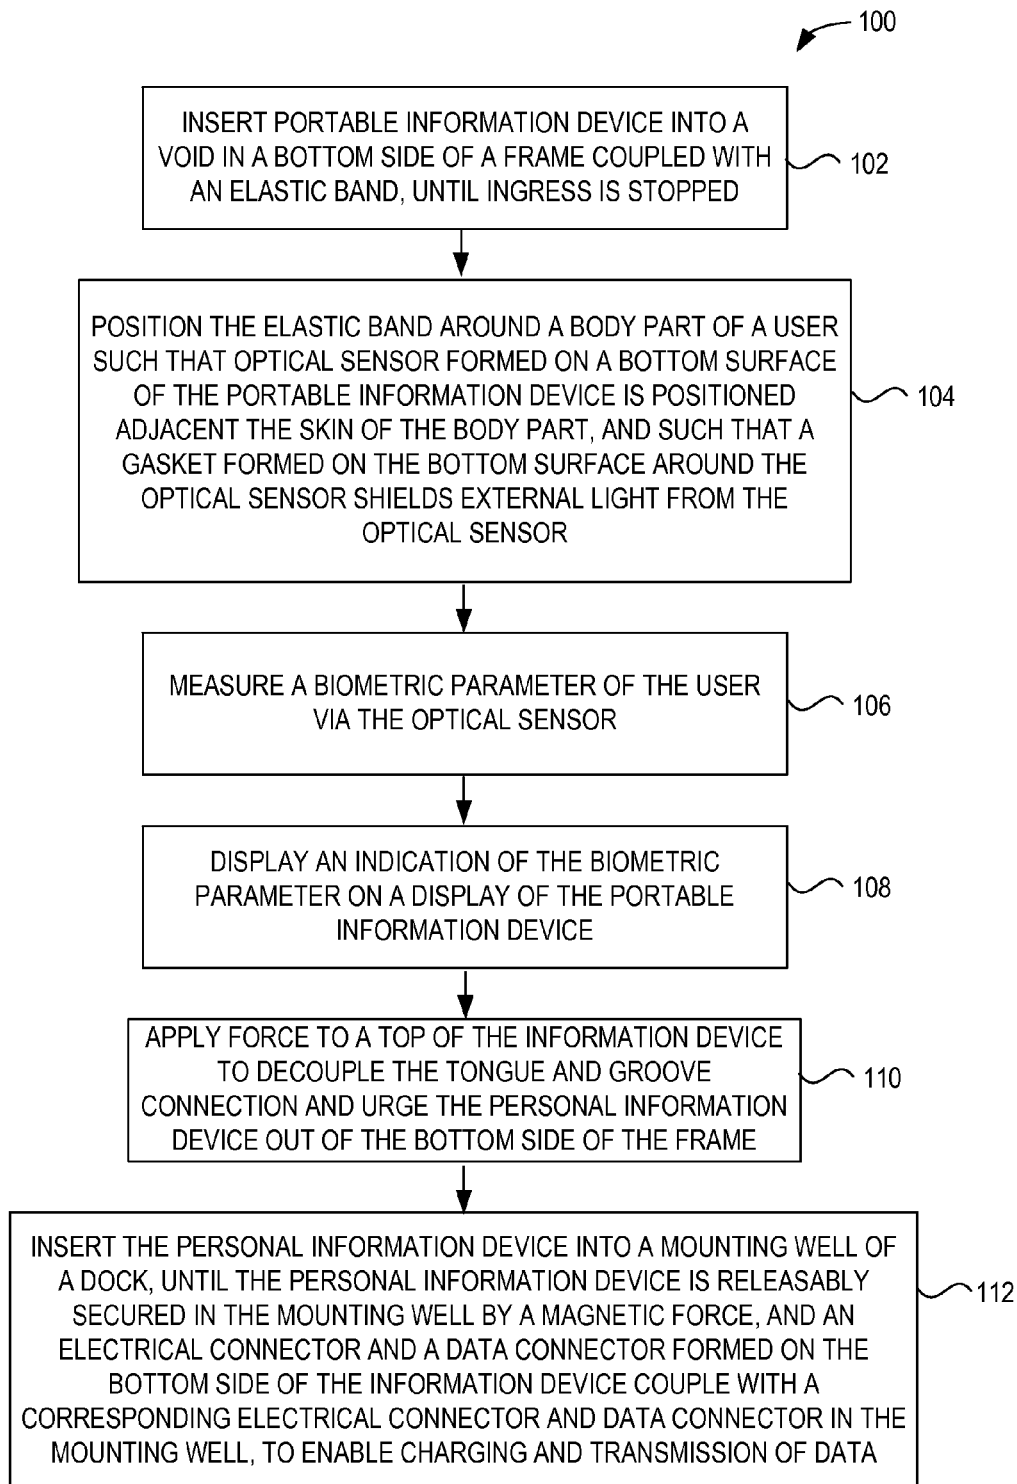 100
INSERT PORTABLE INFORMATION DEVICE INTO A
VOID IN A BOTTOM SIDE OF A FRAME COUPLED WITH
AN ELASTIC BAND, UNTIL INGRESS IS STOPPED
102
POSITION THE ELASTIC BAND AROUND A BODY PART OF A USER
SUCH THAT OPTICAL SENSOR FORMED ON A BOTTOM SURFACE
OF THE PORTABLE INFORMATION DEVICE IS POSITIONED
ADJACENT THE SKIN OF THE BODY PART, AND SUCH THAT A
GASKET FORMED ON THE BOTTOM SURFACE AROUND THE
OPTICAL SENSOR SHIELDS EXTERNAL LIGHT FROM THE
OPTICAL SENSOR
104
MEASURE A BIOMETRIC PARAMETER OF THE USER
VIA THE OPTICAL SENSOR
106
DISPLAY AN INDICATION OF THE BIOMETRIC
PARAMETER ON A DISPLAY OF THE PORTABLE
INFORMATION DEVICE
108
APPLY FORCE TO A TOP OF THE INFORMATION DEVICE
TO DECOUPLE THE TONGUE AND GROOVE
CONNECTION AND URGE THE PERSONAL INFORMATION
DEVICE OUT OF THE BOTTOM SIDE OF THE FRAME
110
INSERT THE PERSONAL INFORMATION DEVICE INTO A MOUNTING WELL OF
A DOCK, UNTIL THE PERSONAL INFORMATION DEVICE IS RELEASABLY
SECURED IN THE MOUNTING WELL BY A MAGNETIC FORCE, AND AN
ELECTRICAL CONNECTOR AND A DATA CONNECTOR FORMED ON THE
BOTTOM SIDE OF THE INFORMATION DEVICE COUPLE WITH A
CORRESPONDING ELECTRICAL CONNECTOR AND DATA CONNECTOR IN THE
MOUNTING WELL, TO ENABLE CHARGING AND TRANSMISSION OF DATA
112